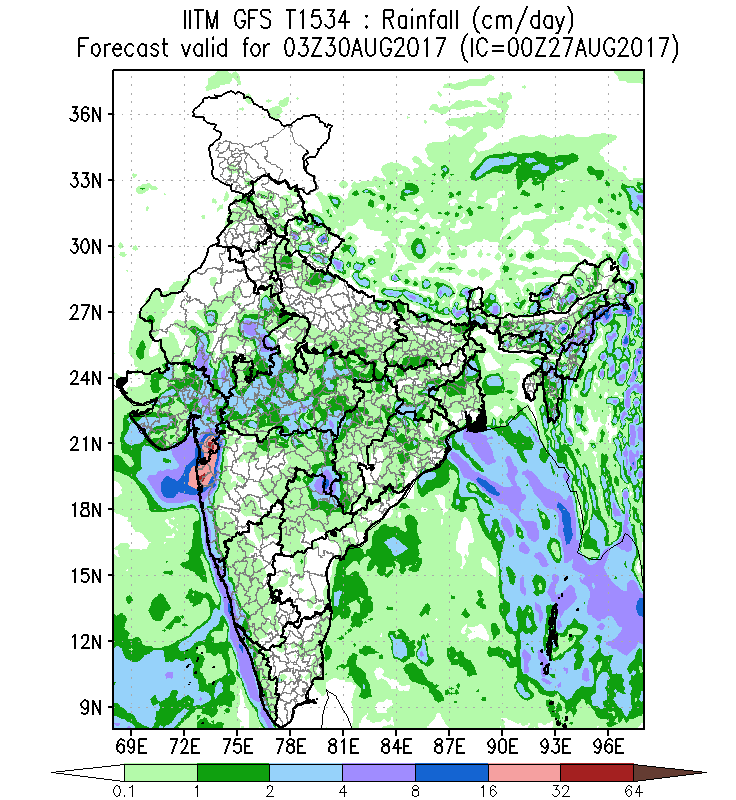 IITM GFS T1534 : Rainfall (cm/day)
Forecast valid for 03Z30AUG2017 (IC=00Z27AUG2017)
36N
33N
30N
27N
24N
21N
18N
15N
12N
9N
69E 72E 75E 78E 81E 84E 87E 90E 93E 96E
0.1 1 2 4 8 16 32 64